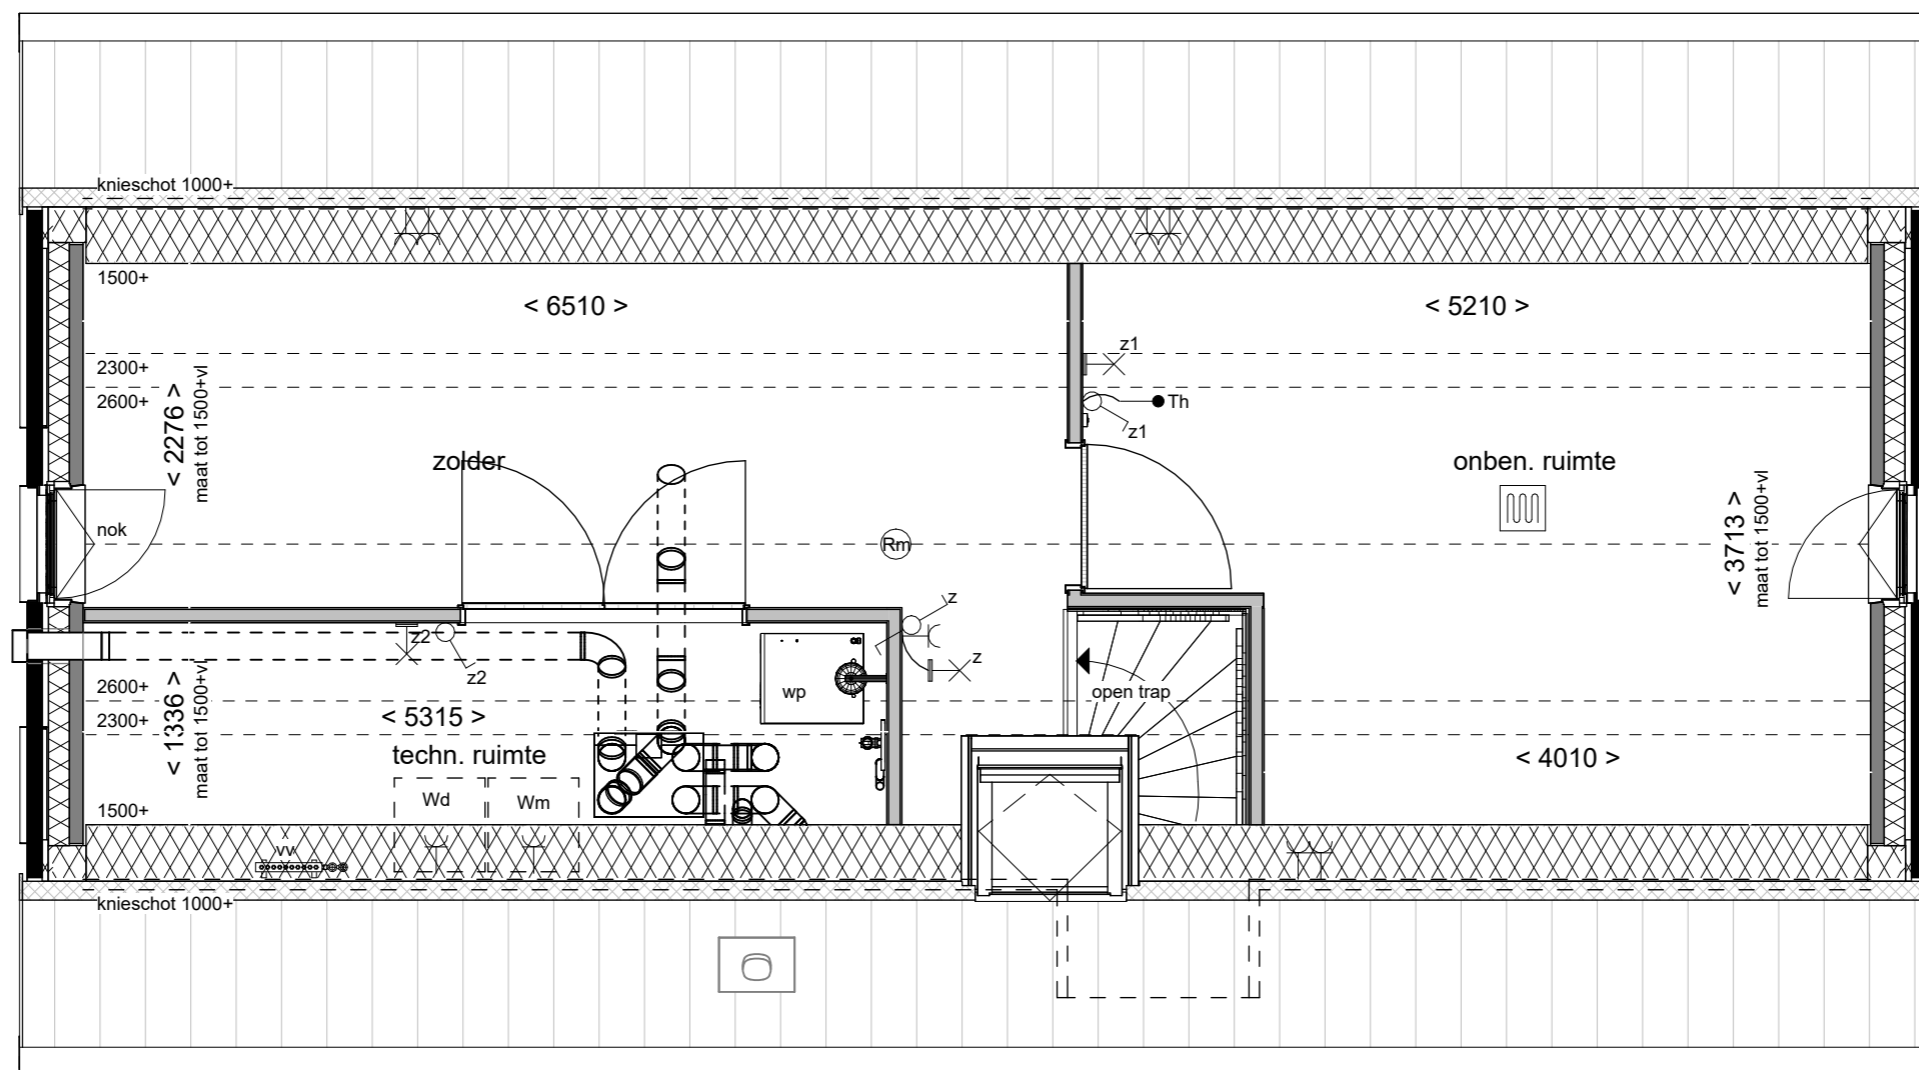 knieschot 1000+
1500+
< 6510 >
< 5210 >
2300+
z1
2600+
Th
z1
< 2276 >
maat tot 1500+vl
zolder
onben. ruimte
nok
Rm
< 3713 >
maat tot 1500+vl
z
z2
z2
z
2600+
wp
open trap
< 1336 >
maat tot 1500+vl
2300+
< 5315 >
techn. ruimte
< 4010 >
Wd
Wm
1500+
vv
knieschot 1000+